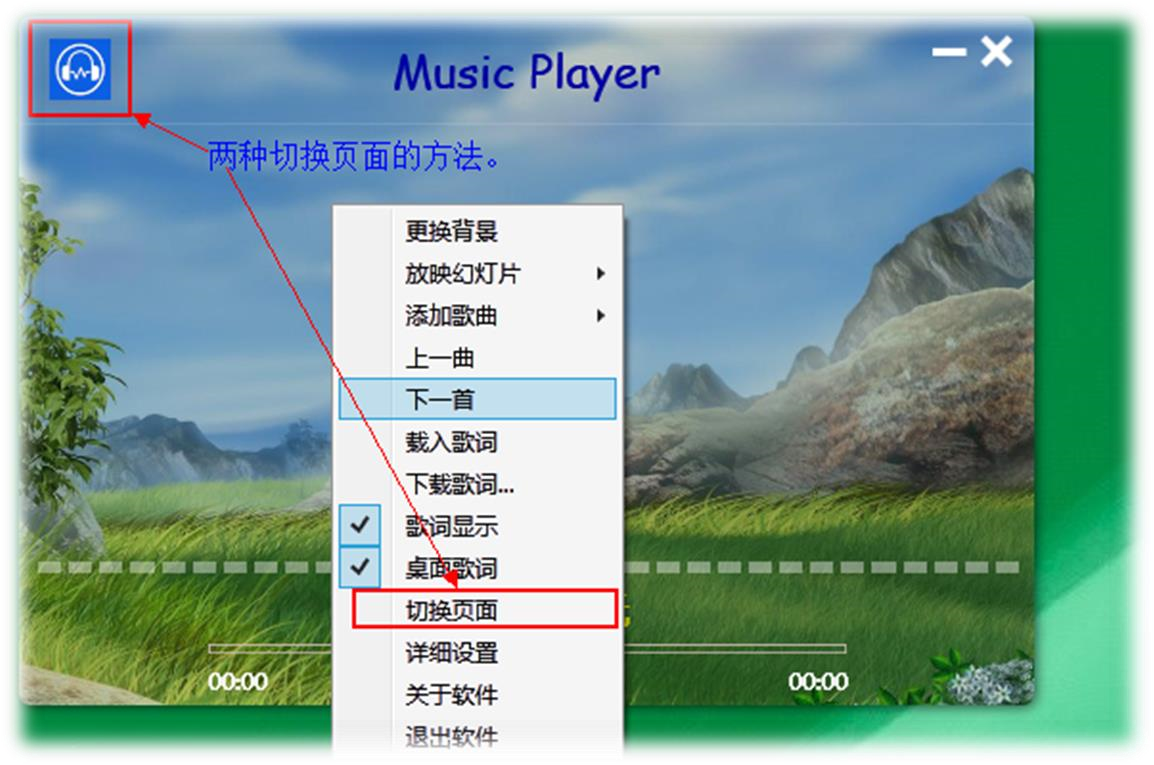 Music Player
两种切换页面的方法。
更换背景
放映幻灯片
添加歌曲
上一曲
下一首
载入歌词
下载歌词...
歌词显示
桌面歌词
切换页面
详细设置
00:00
00:00
关于软件
退出软件